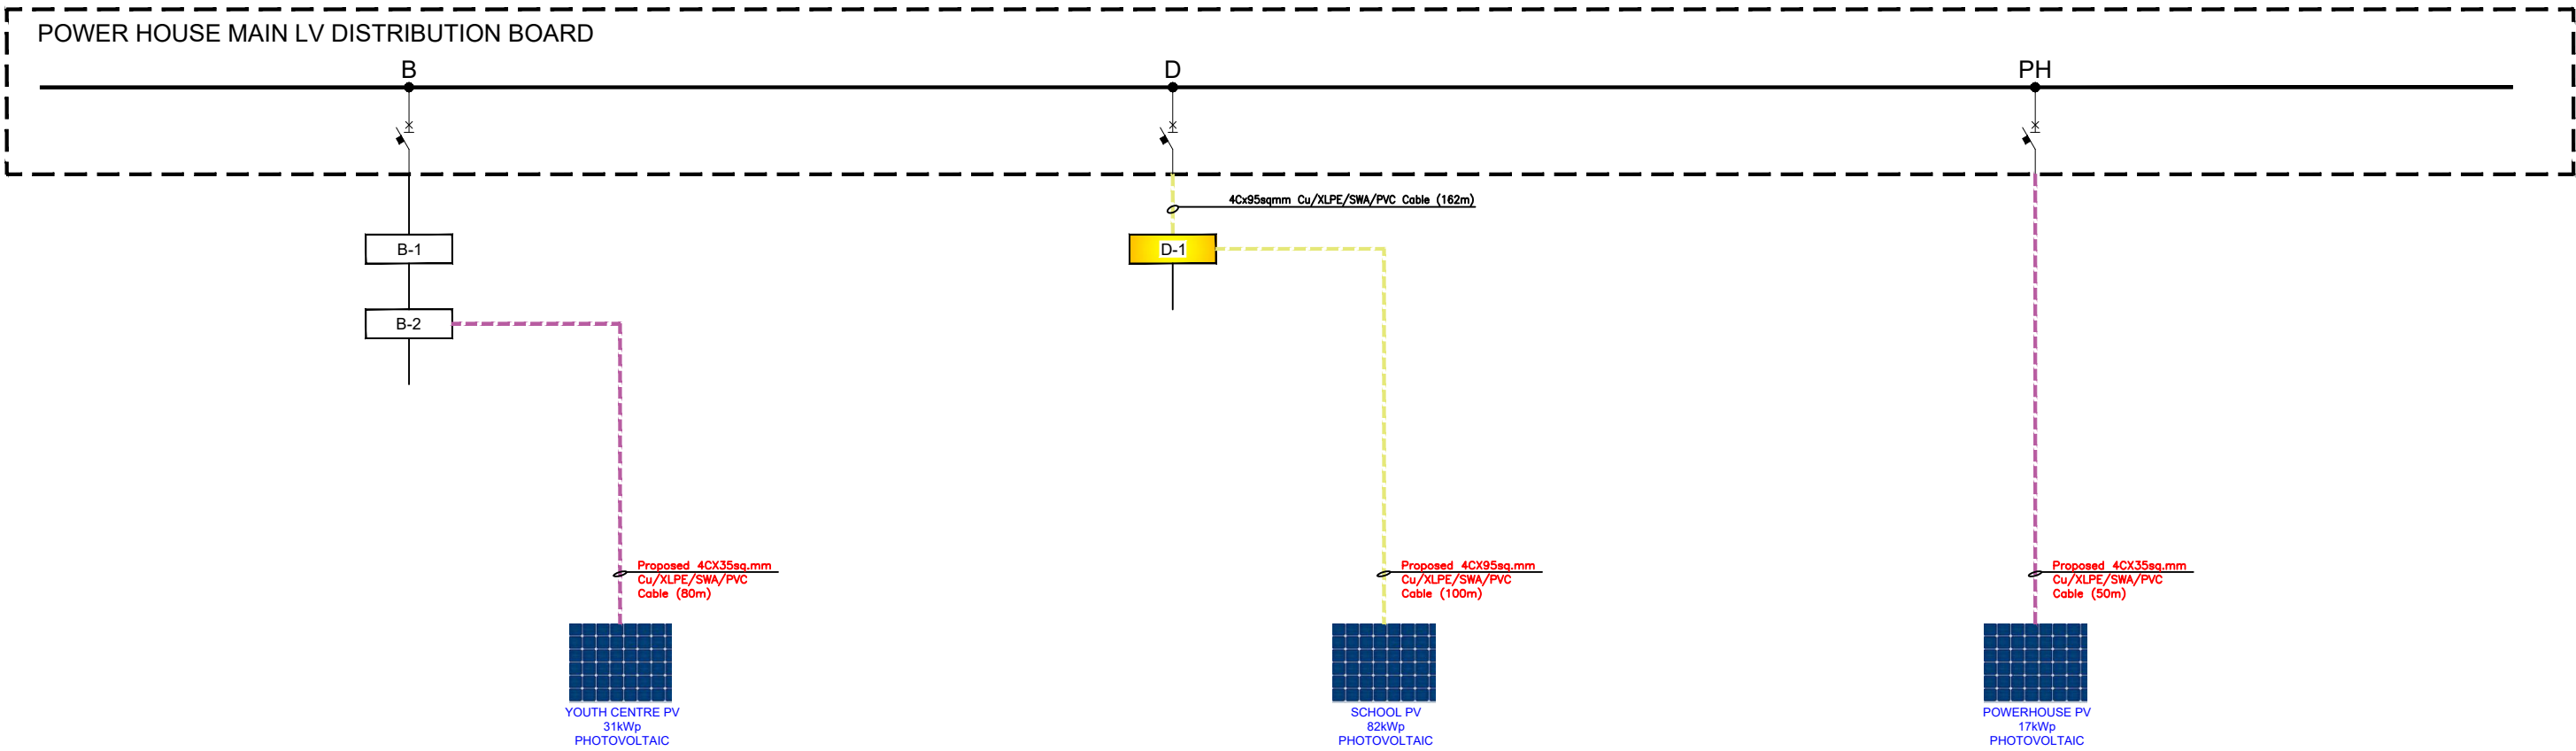 POWER HOUSE MAIN LV DISTRIBUTION BOARD
B
D
PH
4Cx95sqmm Cu/XLPE/SWA/PVC Cable (162m)
B-1
D-1
B-2
Proposed 4CX35sq.mm
Cu/XLPE/SWA/PVC
Cable (80m)
Proposed 4CX95sq.mm
Cu/XLPE/SWA/PVC
Cable (100m)
Proposed 4CX35sq.mm
Cu/XLPE/SWA/PVC
Cable (50m)
YOUTH CENTRE PV
31kWp
PHOTOVOLTAIC
SCHOOL PV
82kWp
PHOTOVOLTAIC
POWERHOUSE PV
17kWp
PHOTOVOLTAIC